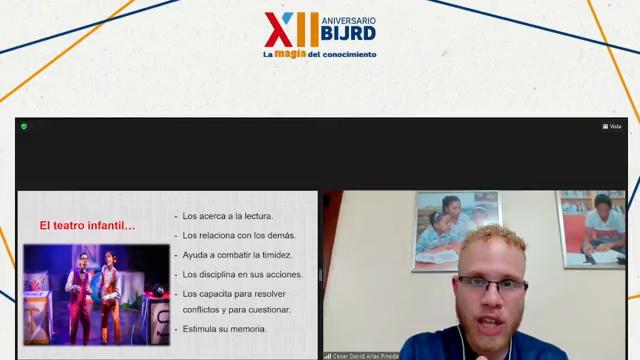 XII ANIVERSARIO
BIJRD
La magia del conocimiento
Vista
El teatro infantil...
- Los acerca a la lectura.
- Los relaciona con los demás.
- Ayuda a combatir la timidez.
- Los disciplina en sus acciones.
- Los capacita para resolver
conflictos y para cuestionar.
- Estimula su memoria.
Cesar David Arias Pineda